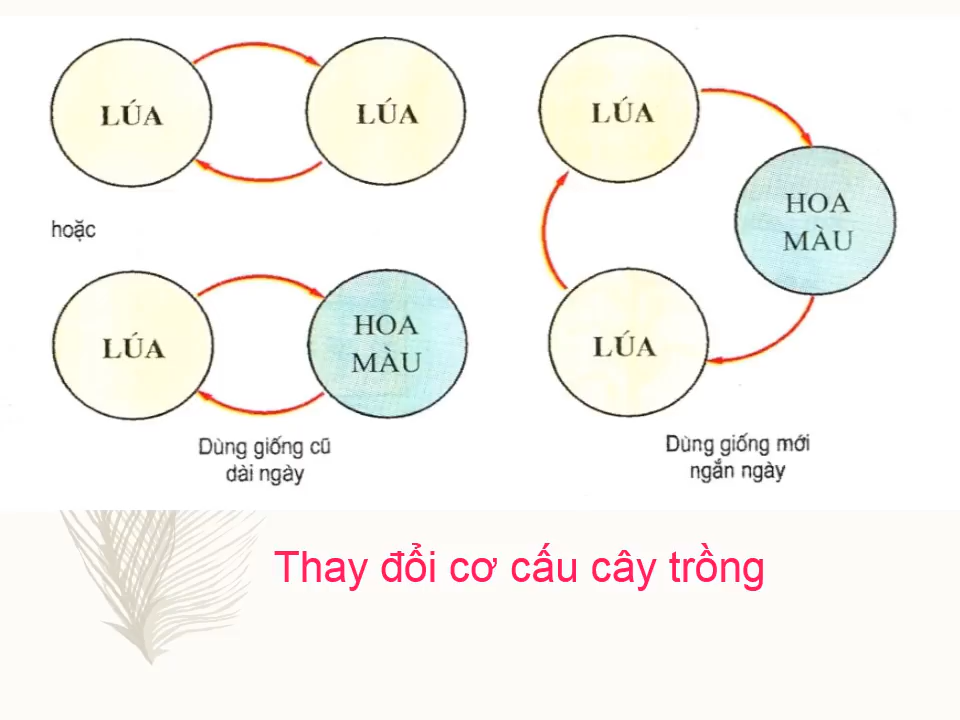 LÚA
LÚA
hoặc
LÚA
HOA
MÀU
Dùng giống cũ
dài ngày
LÚA
HOA
MÀU
LÚA
Dùng giống mới
ngắn ngày
Thay đổi cơ cấu cây trồng